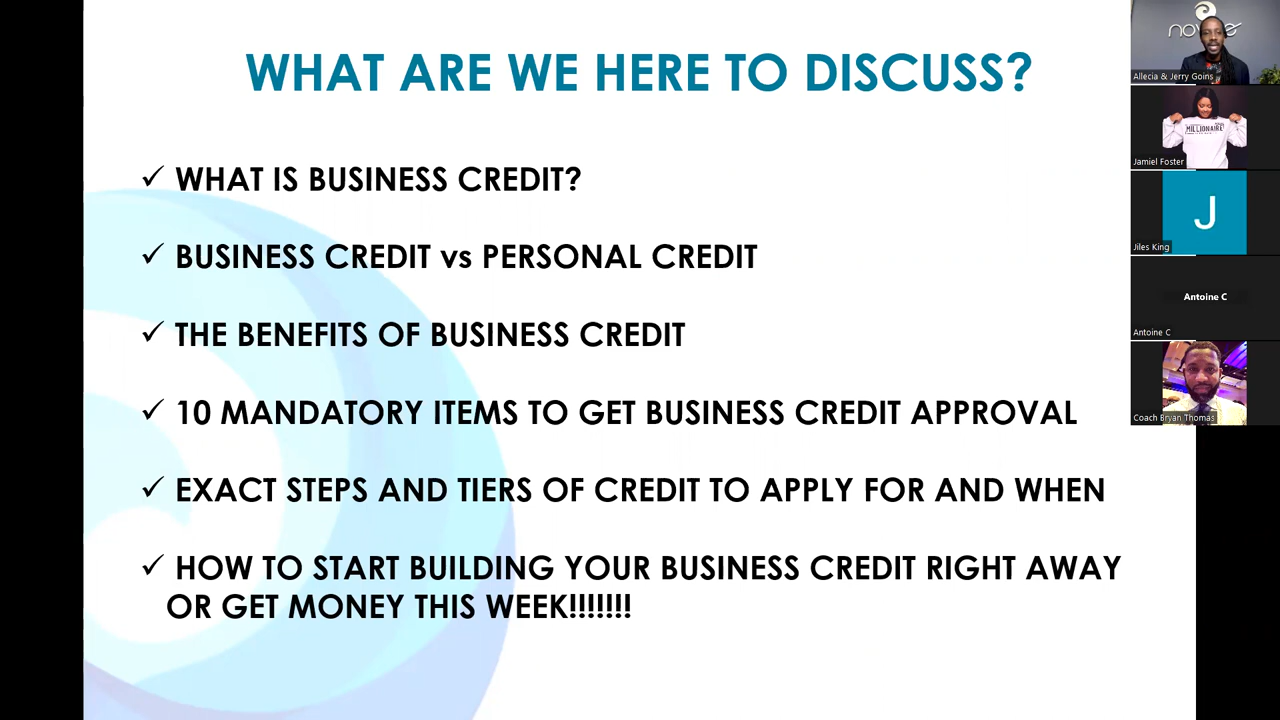 WHAT ARE WE HERE TO DISCUSS?
✓ WHAT IS BUSINESS CREDIT?
✓ BUSINESS CREDIT vs PERSONAL CREDIT
✓ THE BENEFITS OF BUSINESS CREDIT
✓ 10 MANDATORY ITEMS TO GET BUSINESS CREDIT APPROVAL
✓ EXACT STEPS AND TIERS OF CREDIT TO APPLY FOR AND WHEN
✓ HOW TO START BUILDING YOUR BUSINESS CREDIT RIGHT AWAY
OR GET MONEY THIS WEEK!!!!!!!
Allecia & Jerry Goins
MILLIONAIRE
Jamiel Foster
J
Jiles King
Antoine C
Antoine C
Coach Bryan Thomas